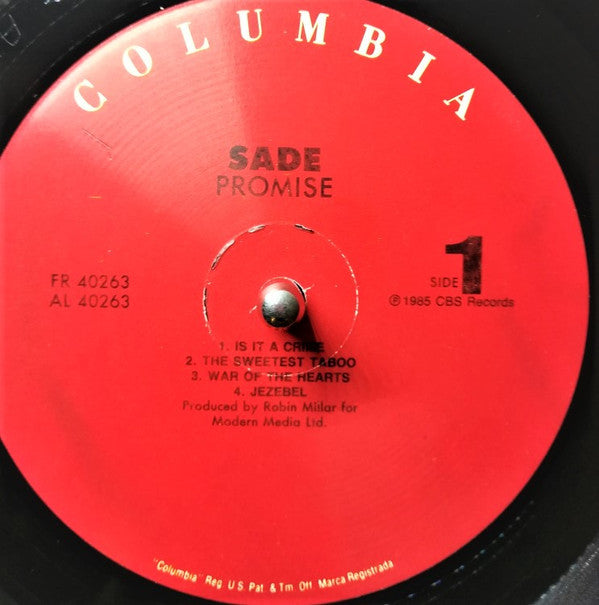 COLUMBIA
SADE
PROMISE
FR 40263
AL 40263
SIDE 1
℗ 1985 CBS Records
1. IS IT A CRIME
2. THE SWEETEST TABOO
3. WAR OF THE HEARTS
4. JEZEBEL
Produced by Robin Millar for
Modern Media Ltd.
"Columbia" Reg. U.S. Pat. & Tm. Off. Marca Registrada